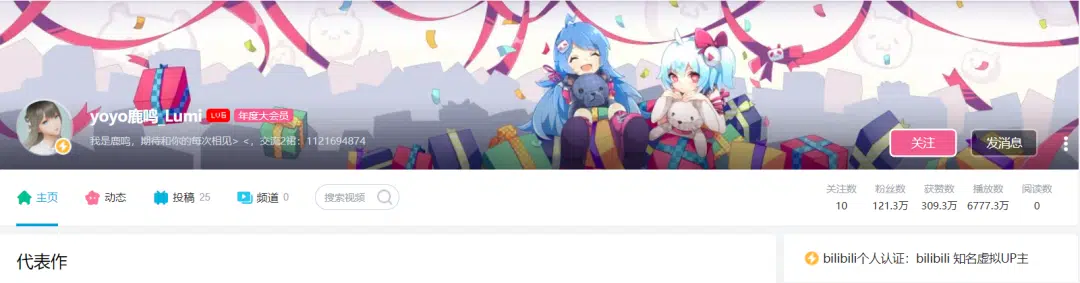 yoyo鹿鸣_Lumi LV6 年度大会员
我是鹿鸣，期待和你的每次相见> <，交流2裙：1121694874
关注 发消息
主页 动态 投稿 25 频道 0 搜索视频
关注数 粉丝数 获赞数 播放数 阅读数
10 121.3万 309.3万 6777.3万 0
代表作
bilibili个人认证：bilibili 知名虚拟UP主